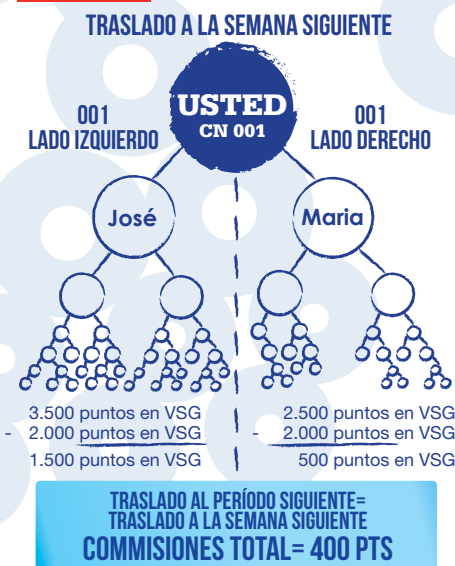 TRASLADO A LA SEMANA SIGUIENTE
USTED
CN 001
001
LADO IZQUIERDO
001
LADO DERECHO
José
Maria
3.500 puntos en VSG
- 2.000 puntos en VSG
1.500 puntos en VSG
2.500 puntos en VSG
- 2.000 puntos en VSG
500 puntos en VSG
TRASLADO AL PERÍODO SIGUIENTE=
TRASLADO A LA SEMANA SIGUIENTE
COMMISIONES TOTAL= 400 PTS